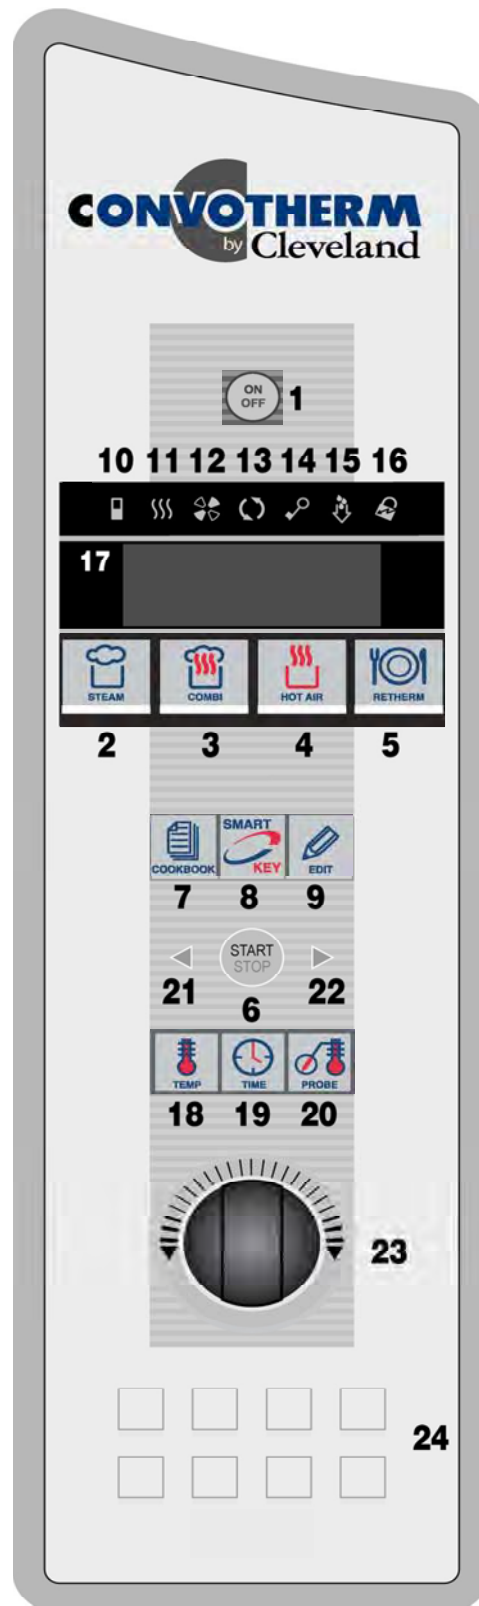 CONVOTHERM
by Cleveland
ON
OFF
1
10 11 12 13 14 15 16
17
STEAM COMBI HOT AIR RETHERM
2 3 4 5
COOKBOOK SMART KEY EDIT
7 8 9
START
STOP
21 22
6
TEMP TIME PROBE
18 19 20
23
24